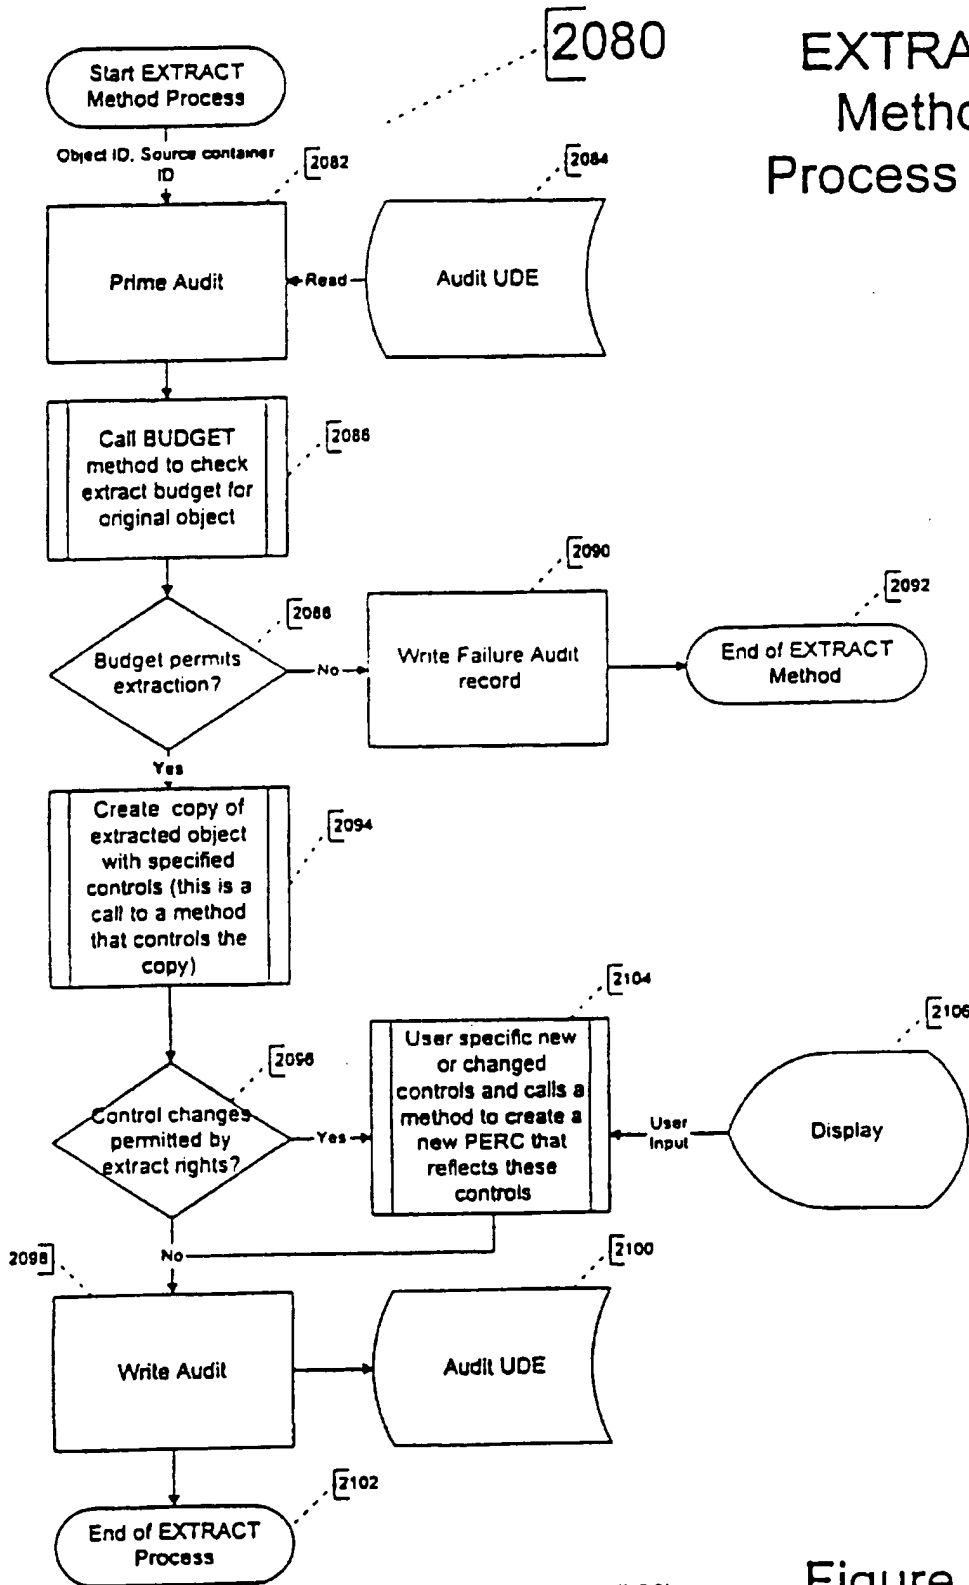 2080
EXTRA
Metho
Process
Start EXTRACT
Method Process
Object ID, Source container
ID
2082
2084
Prime Audit
Read
Audit UDE
Call BUDGET
method to check
extract budget for
original object
2086
2090
2092
2088
Budget permits
extraction?
No
Write Failure Audit
record
End of EXTRACT
Method
Yes
Create copy of
extracted object
with specified
controls (this is a
call to a method
that controls the
copy)
2094
2104
2106
User specific new
or changed
controls and calls a
method to create a
new PERC that
reflects these
controls
2096
Control changes
permitted by
extract rights?
Yes
User
Input
Display
No
2098
2100
Write Audit
Audit UDE
2102
End of EXTRACT
Process
Figure